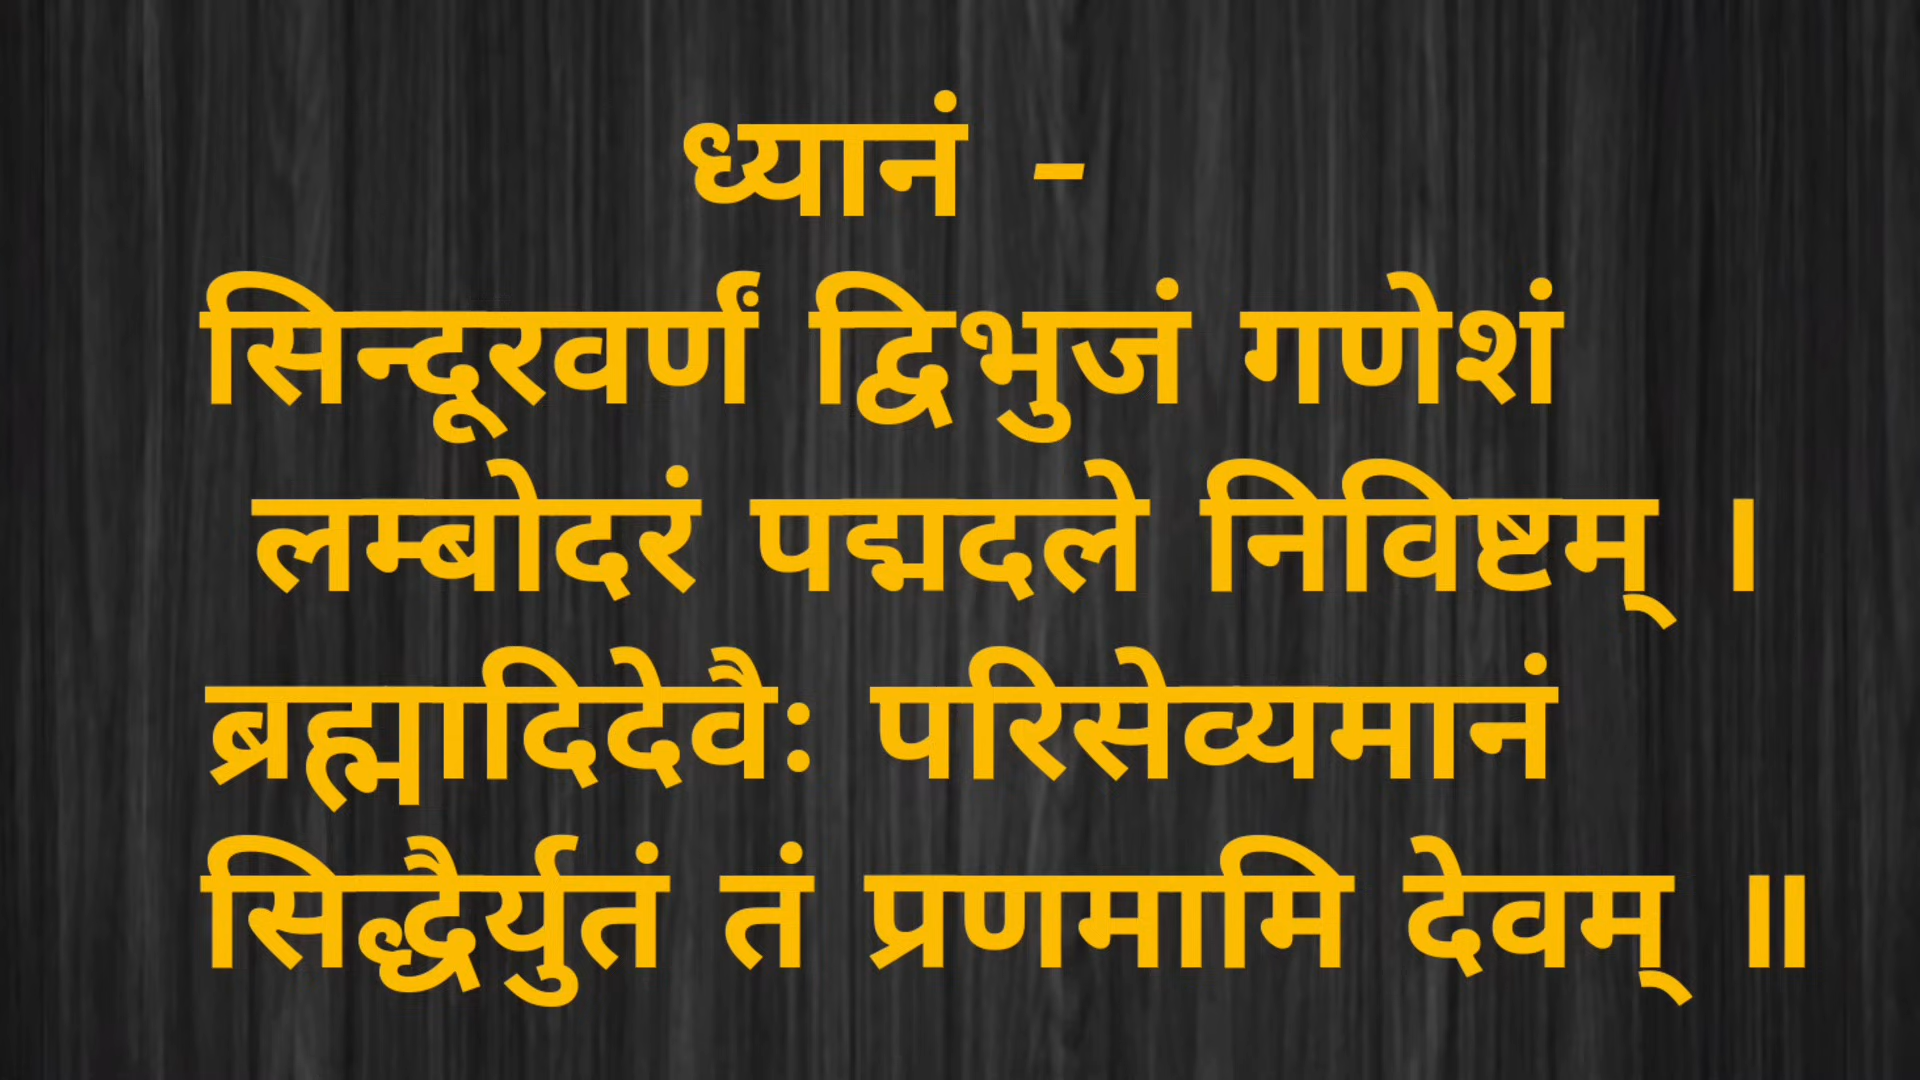 ध्यानं -
सिन्दूरवर्णं द्विभुजं गणेशं
लम्बोदरं पद्मदले निविष्टम् ।
ब्रह्मादिदेवैः परिसेव्यमानं
सिद्धैर्युतं तं प्रणमामि देवम् ॥